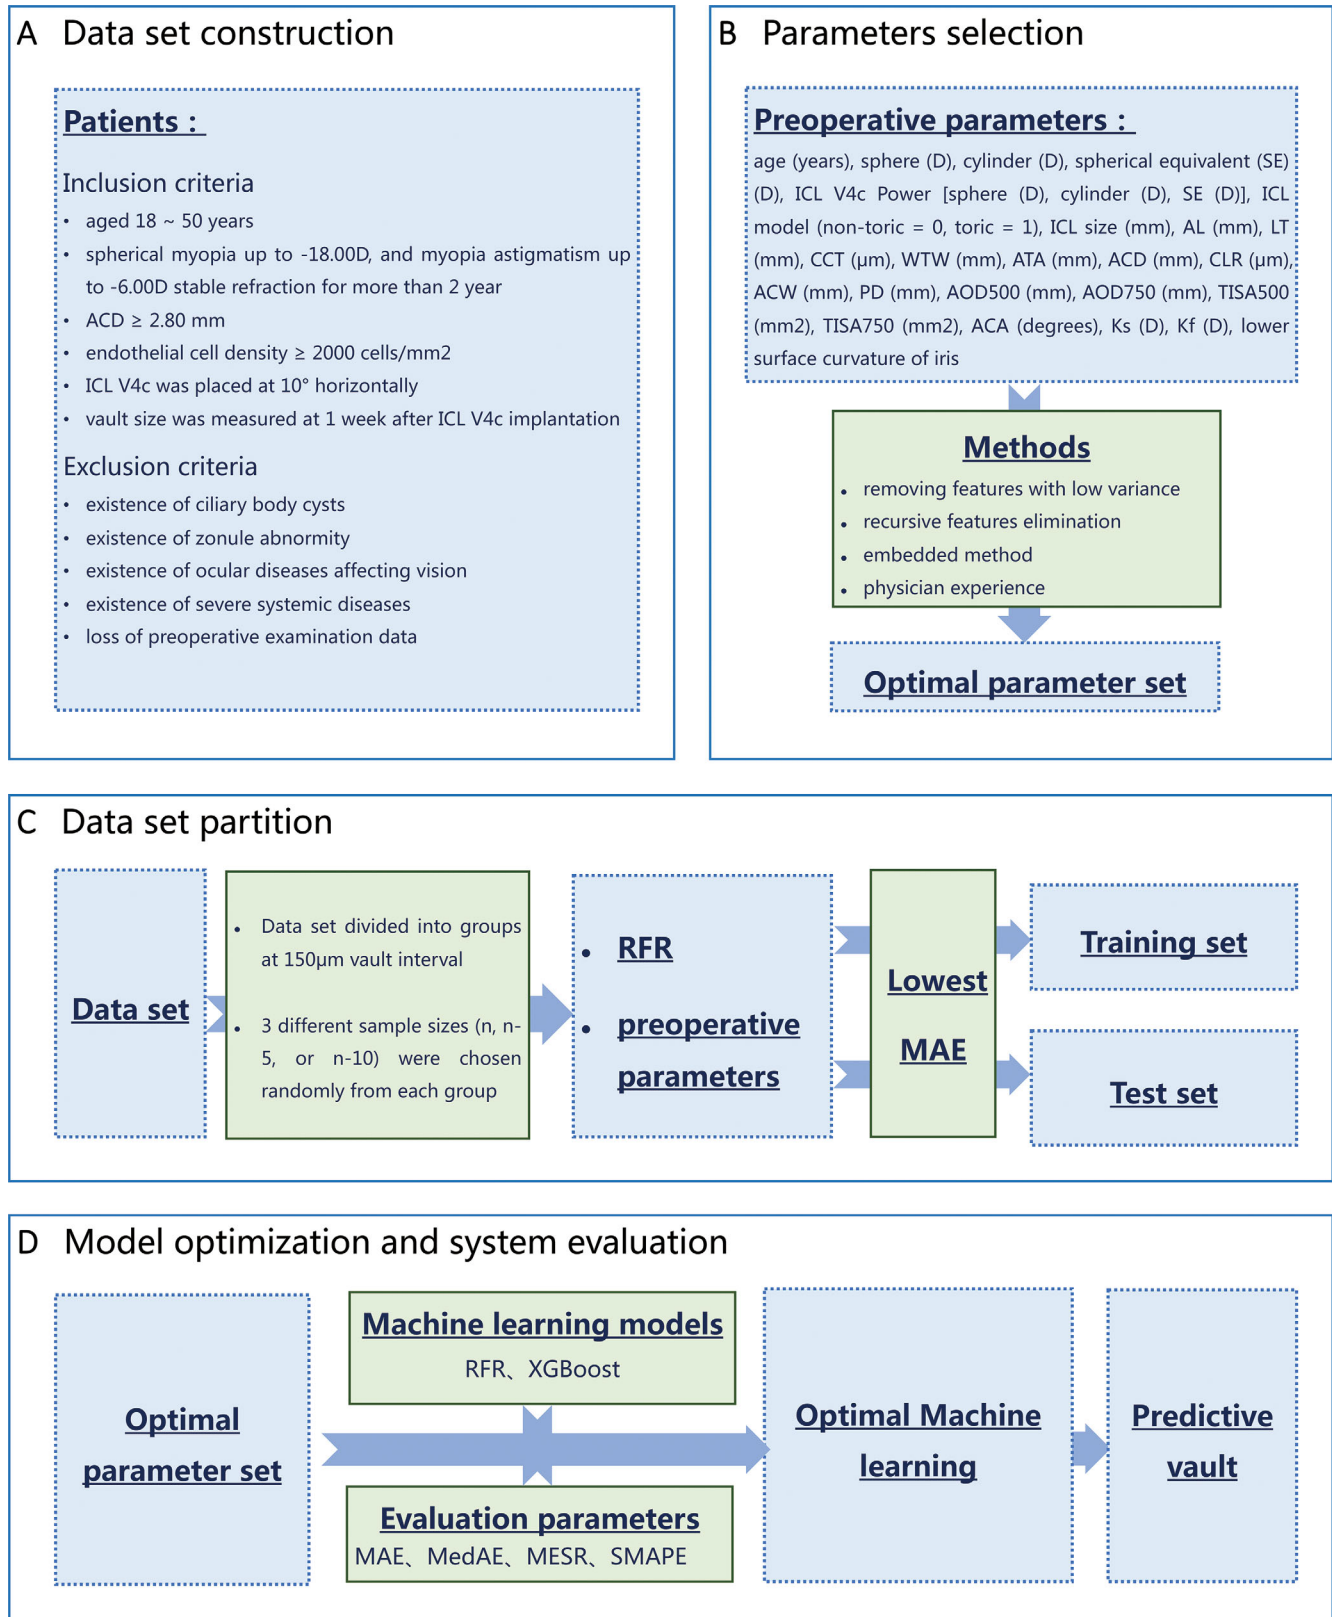 A Data set construction
Patients：
Inclusion criteria
• aged 18 ~ 50 years
• spherical myopia up to -18.00D, and myopia astigmatism up
to -6.00D stable refraction for more than 2 year
• ACD ≥ 2.80 mm
• endothelial cell density ≥ 2000 cells/mm2
• ICL V4c was placed at 10° horizontally
• vault size was measured at 1 week after ICL V4c implantation
Exclusion criteria
• existence of ciliary body cysts
• existence of zonule abnormity
• existence of ocular diseases affecting vision
• existence of severe systemic diseases
• loss of preoperative examination data
B Parameters selection
Preoperative parameters：
age (years), sphere (D), cylinder (D), spherical equivalent (SE)
(D), ICL V4c Power [sphere (D), cylinder (D), SE (D)], ICL
model (non-toric = 0, toric = 1), ICL size (mm), AL (mm), LT
(mm), CCT (μm), WTW (mm), ATA (mm), ACD (mm), CLR (μm),
ACW (mm), PD (mm), AOD500 (mm), AOD750 (mm), TISA500
(mm2), TISA750 (mm2), ACA (degrees), Ks (D), Kf (D), lower
surface curvature of iris
Methods
• removing features with low variance
• recursive features elimination
• embedded method
• physician experience
Optimal parameter set
C Data set partition
Data set
• Data set divided into groups
at 150μm vault interval
• 3 different sample sizes (n, n-
5, or n-10) were chosen
randomly from each group
• RFR
• preoperative
parameters
Lowest
MAE
Training set
Test set
D Model optimization and system evaluation
Optimal
parameter set
Machine learning models
RFR、XGBoost
Evaluation parameters
MAE、MedAE、MESR、SMAPE
Optimal Machine
learning
Predictive
vault